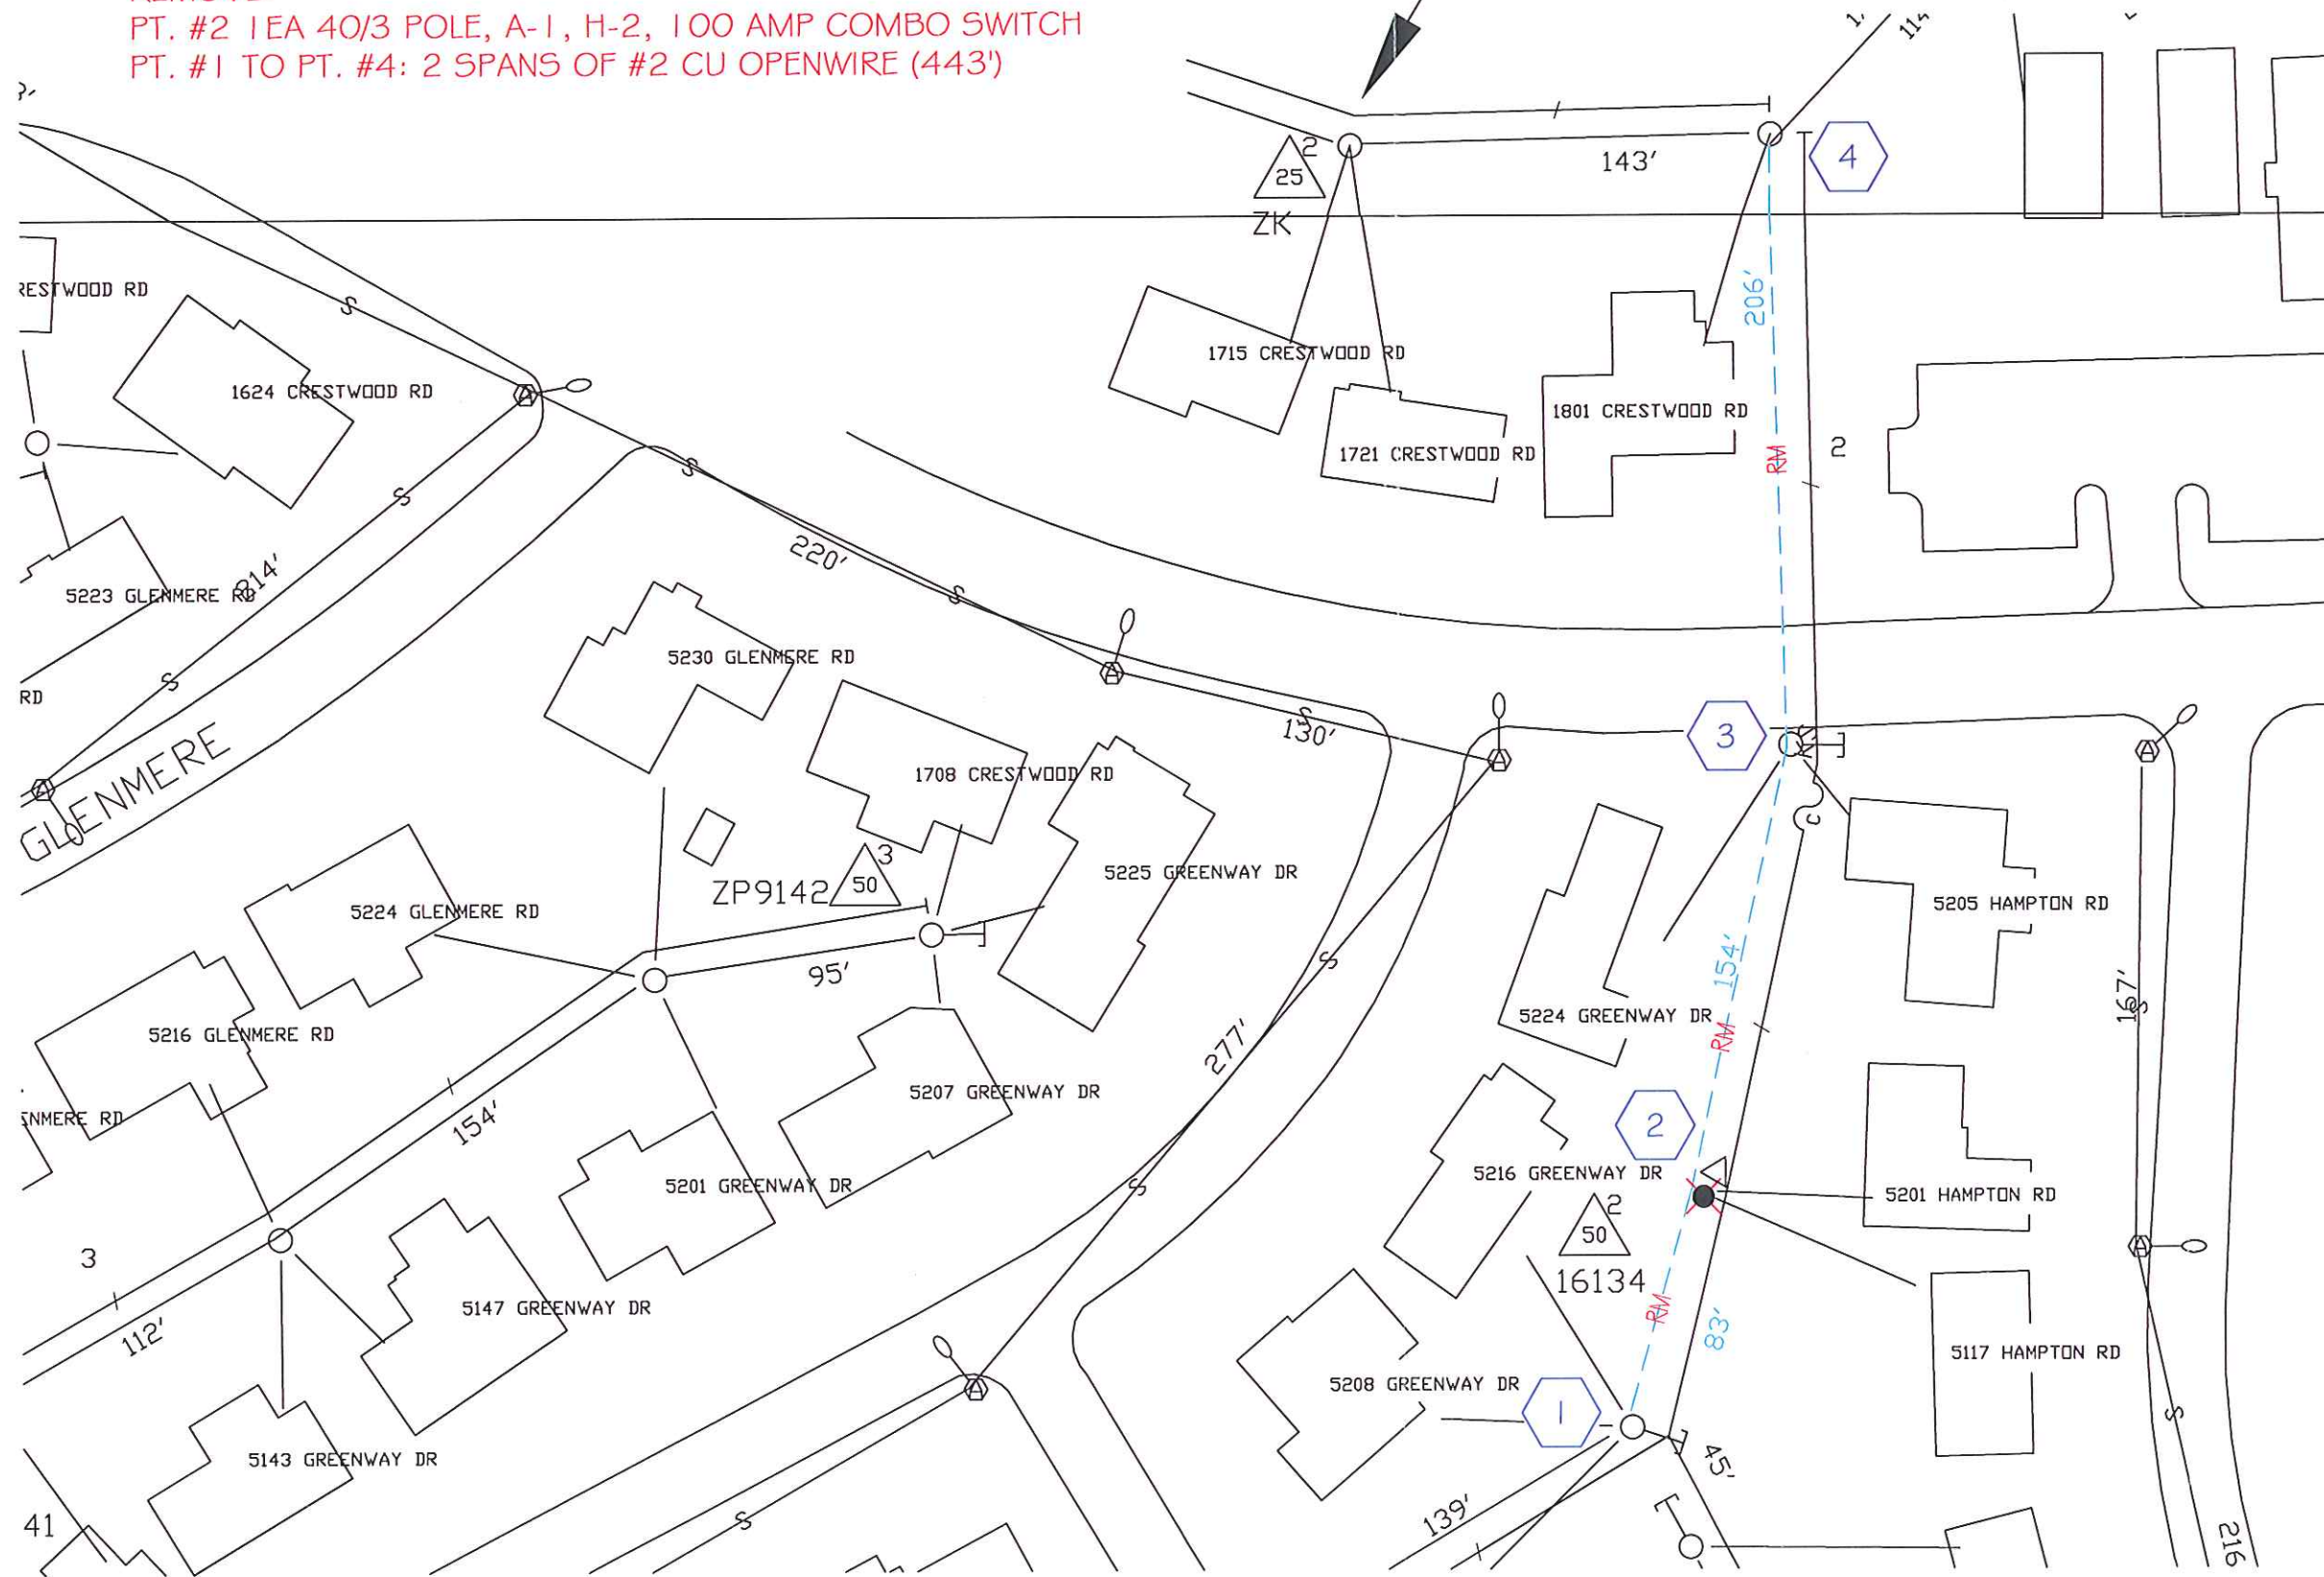 PT. #2 1EA 40/3 POLE, A-1, H-2, 100 AMP COMBO SWITCH
PT. #1 TO PT. #4: 2 SPANS OF #2 CU OPENWIRE (443')
114
2
25
ZK
143'
4
206'
RESTWOOD RD
1624 CRESTWOOD RD
S
1715 CRESTWOOD RD
1721 CRESTWOOD RD
1801 CRESTWOOD RD
RM
2
A
S
S
220'
S
5223 GLENMERE RD
314'
S
RD
5230 GLENMERE RD
A
S
130'
3
A
A
1708 CRESTWOOD RD
A
GLENMERE
C
3
50
ZP9142
5225 GREENWAY DR
5224 GLENMERE RD
5205 HAMPTON RD
95'
S
154'
RM
5224 GREENWAY DR
167'
S
5216 GLENMERE RD
277'
5207 GREENWAY DR
ENMERE RD
154'
2
5201 GREENWAY DR
S
5216 GREENWAY DR
5201 HAMPTON RD
2
50
16134
A
3
112'
5147 GREENWAY DR
RM
83'
5117 HAMPTON RD
A
5208 GREENWAY DR
1
S
5143 GREENWAY DR
45'
139'
41
S
216